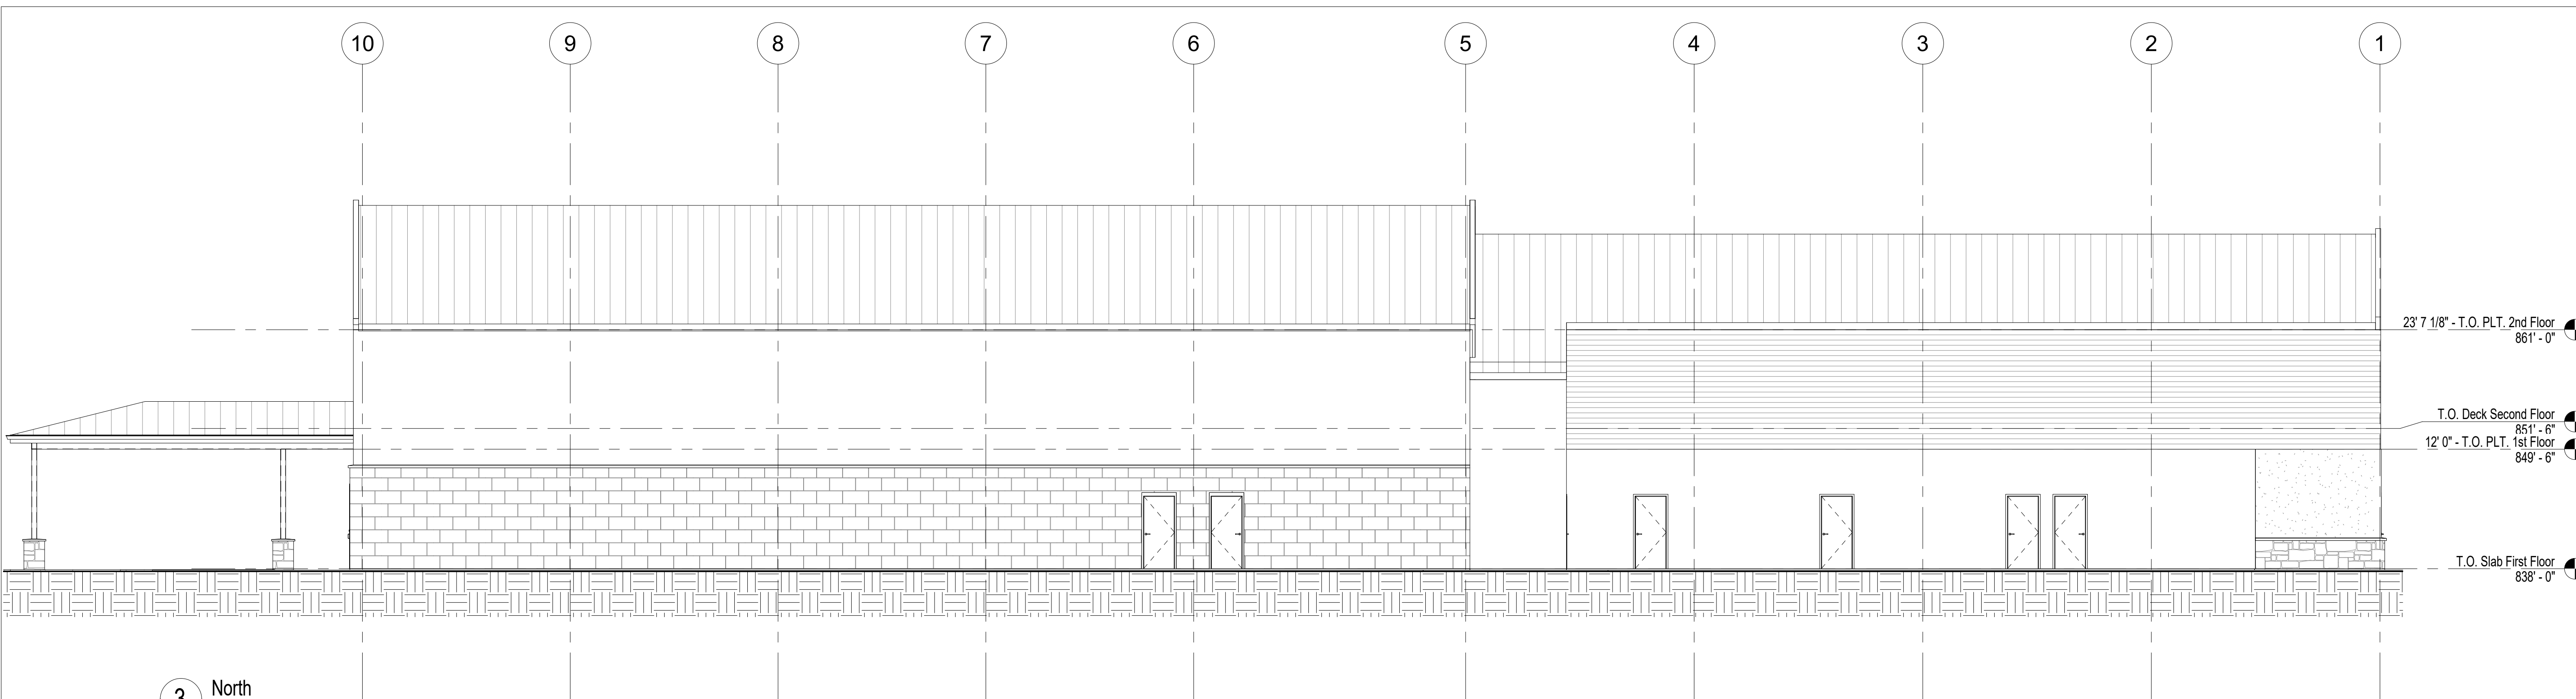 10 9 8 7 6 5 4 3 2 1
23' 7 1/8" - T.O. PLT. 2nd Floor
861' - 0"
T.O. Deck Second Floor
851' - 6"
12' 0" - T.O. PLT. 1st Floor
849' - 6"
T.O. Slab First Floor
838' - 0"
3 North